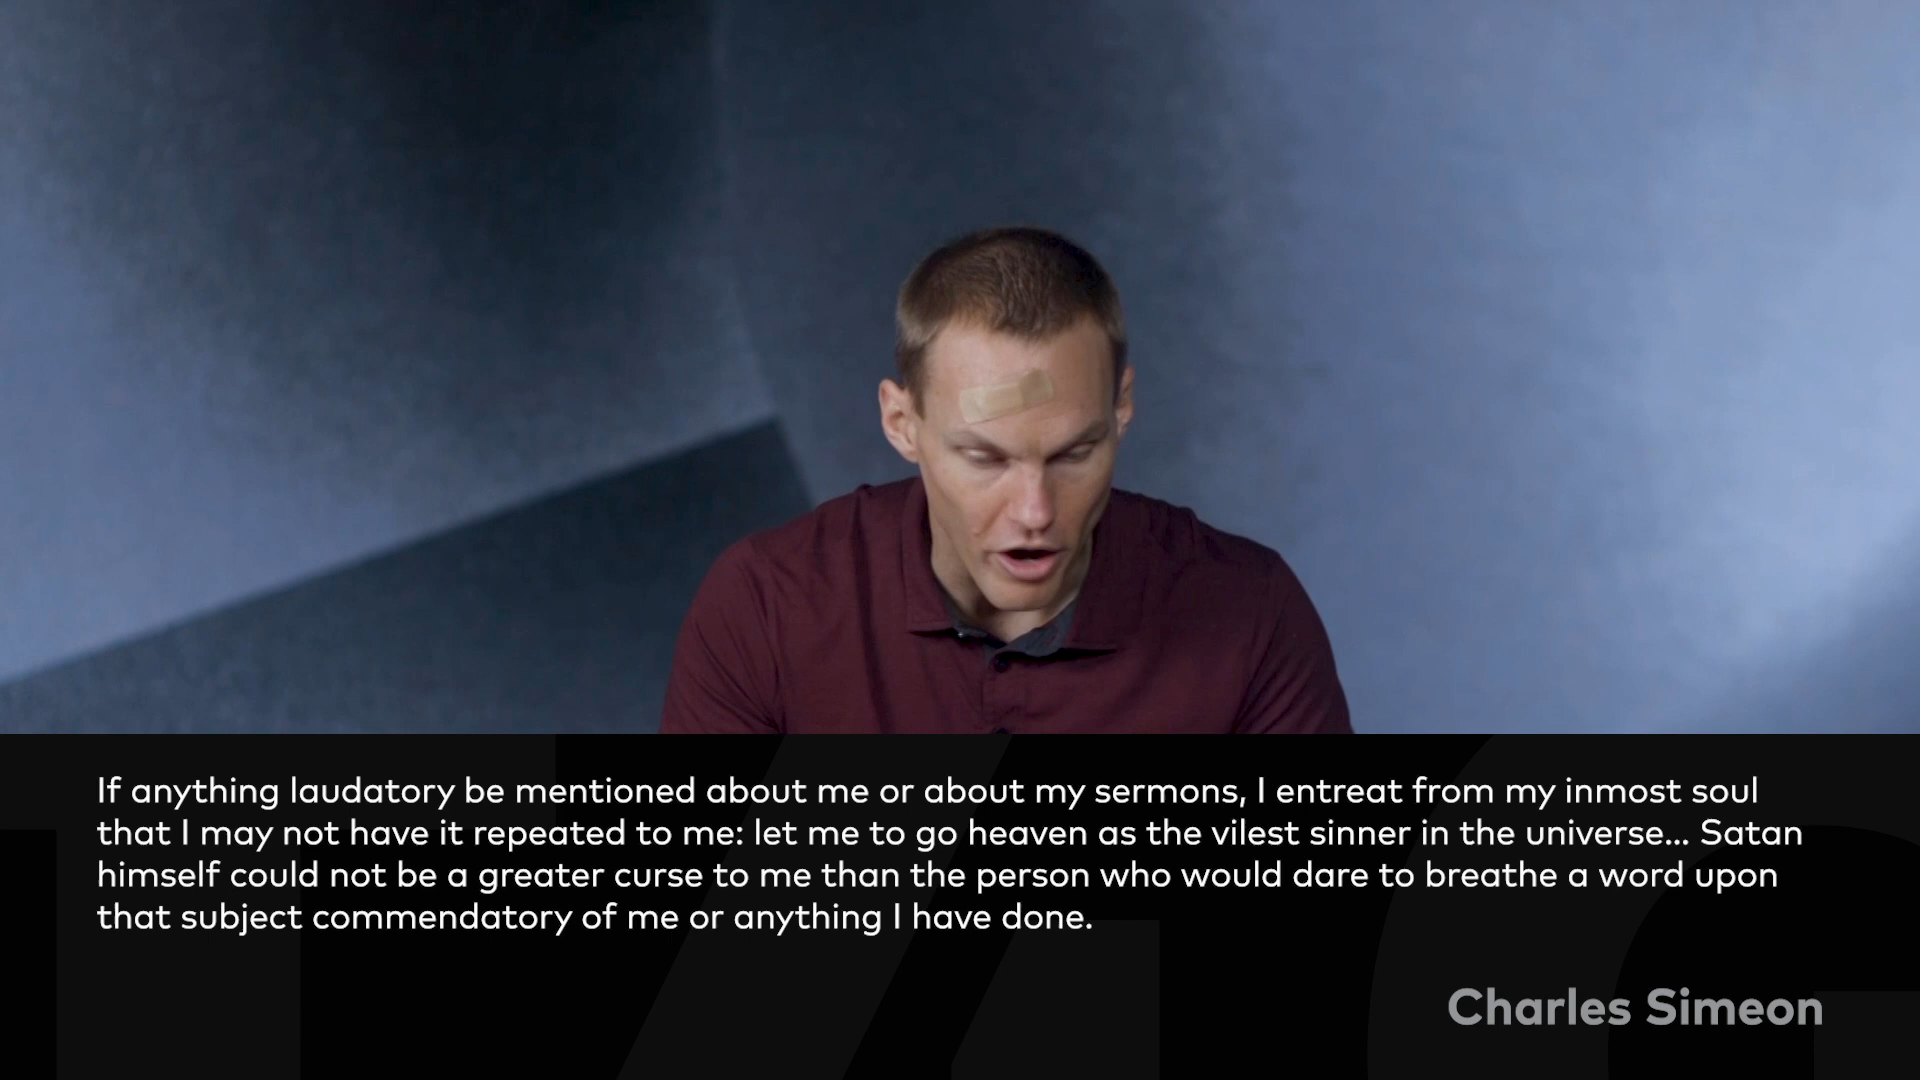 If anything laudatory be mentioned about me or about my sermons, I entreat from my inmost soul
that I may not have it repeated to me: let me to go heaven as the vilest sinner in the universe... Satan
himself could not be a greater curse to me than the person who would dare to breathe a word upon
that subject commendatory of me or anything I have done.
Charles Simeon